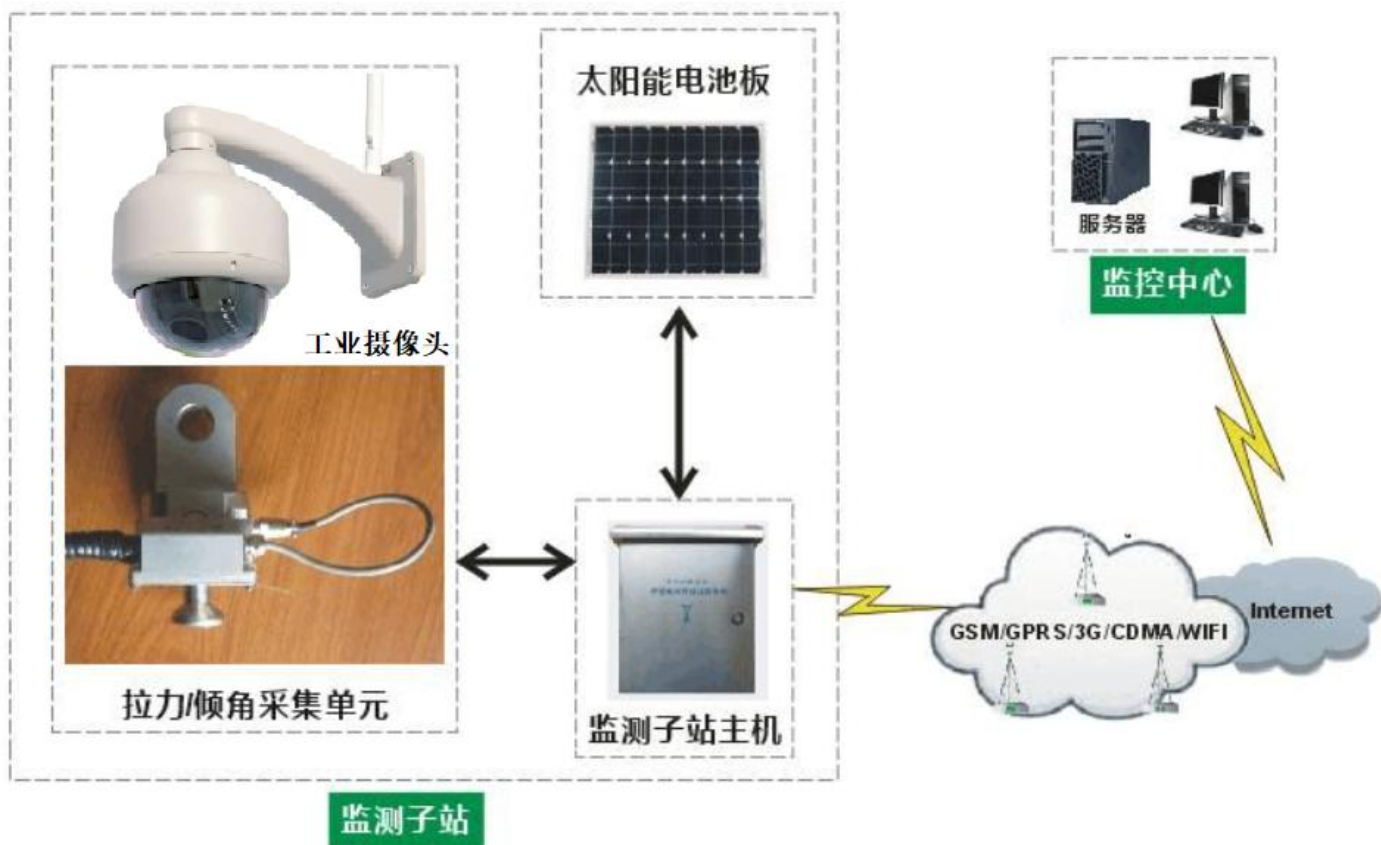 太阳能电池板
工业摄像头
拉力/倾角采集单元
监测子站主机
监测子站
服务器
监控中心
GSM/GPRS/3G/CDMA/WIFI
Internet